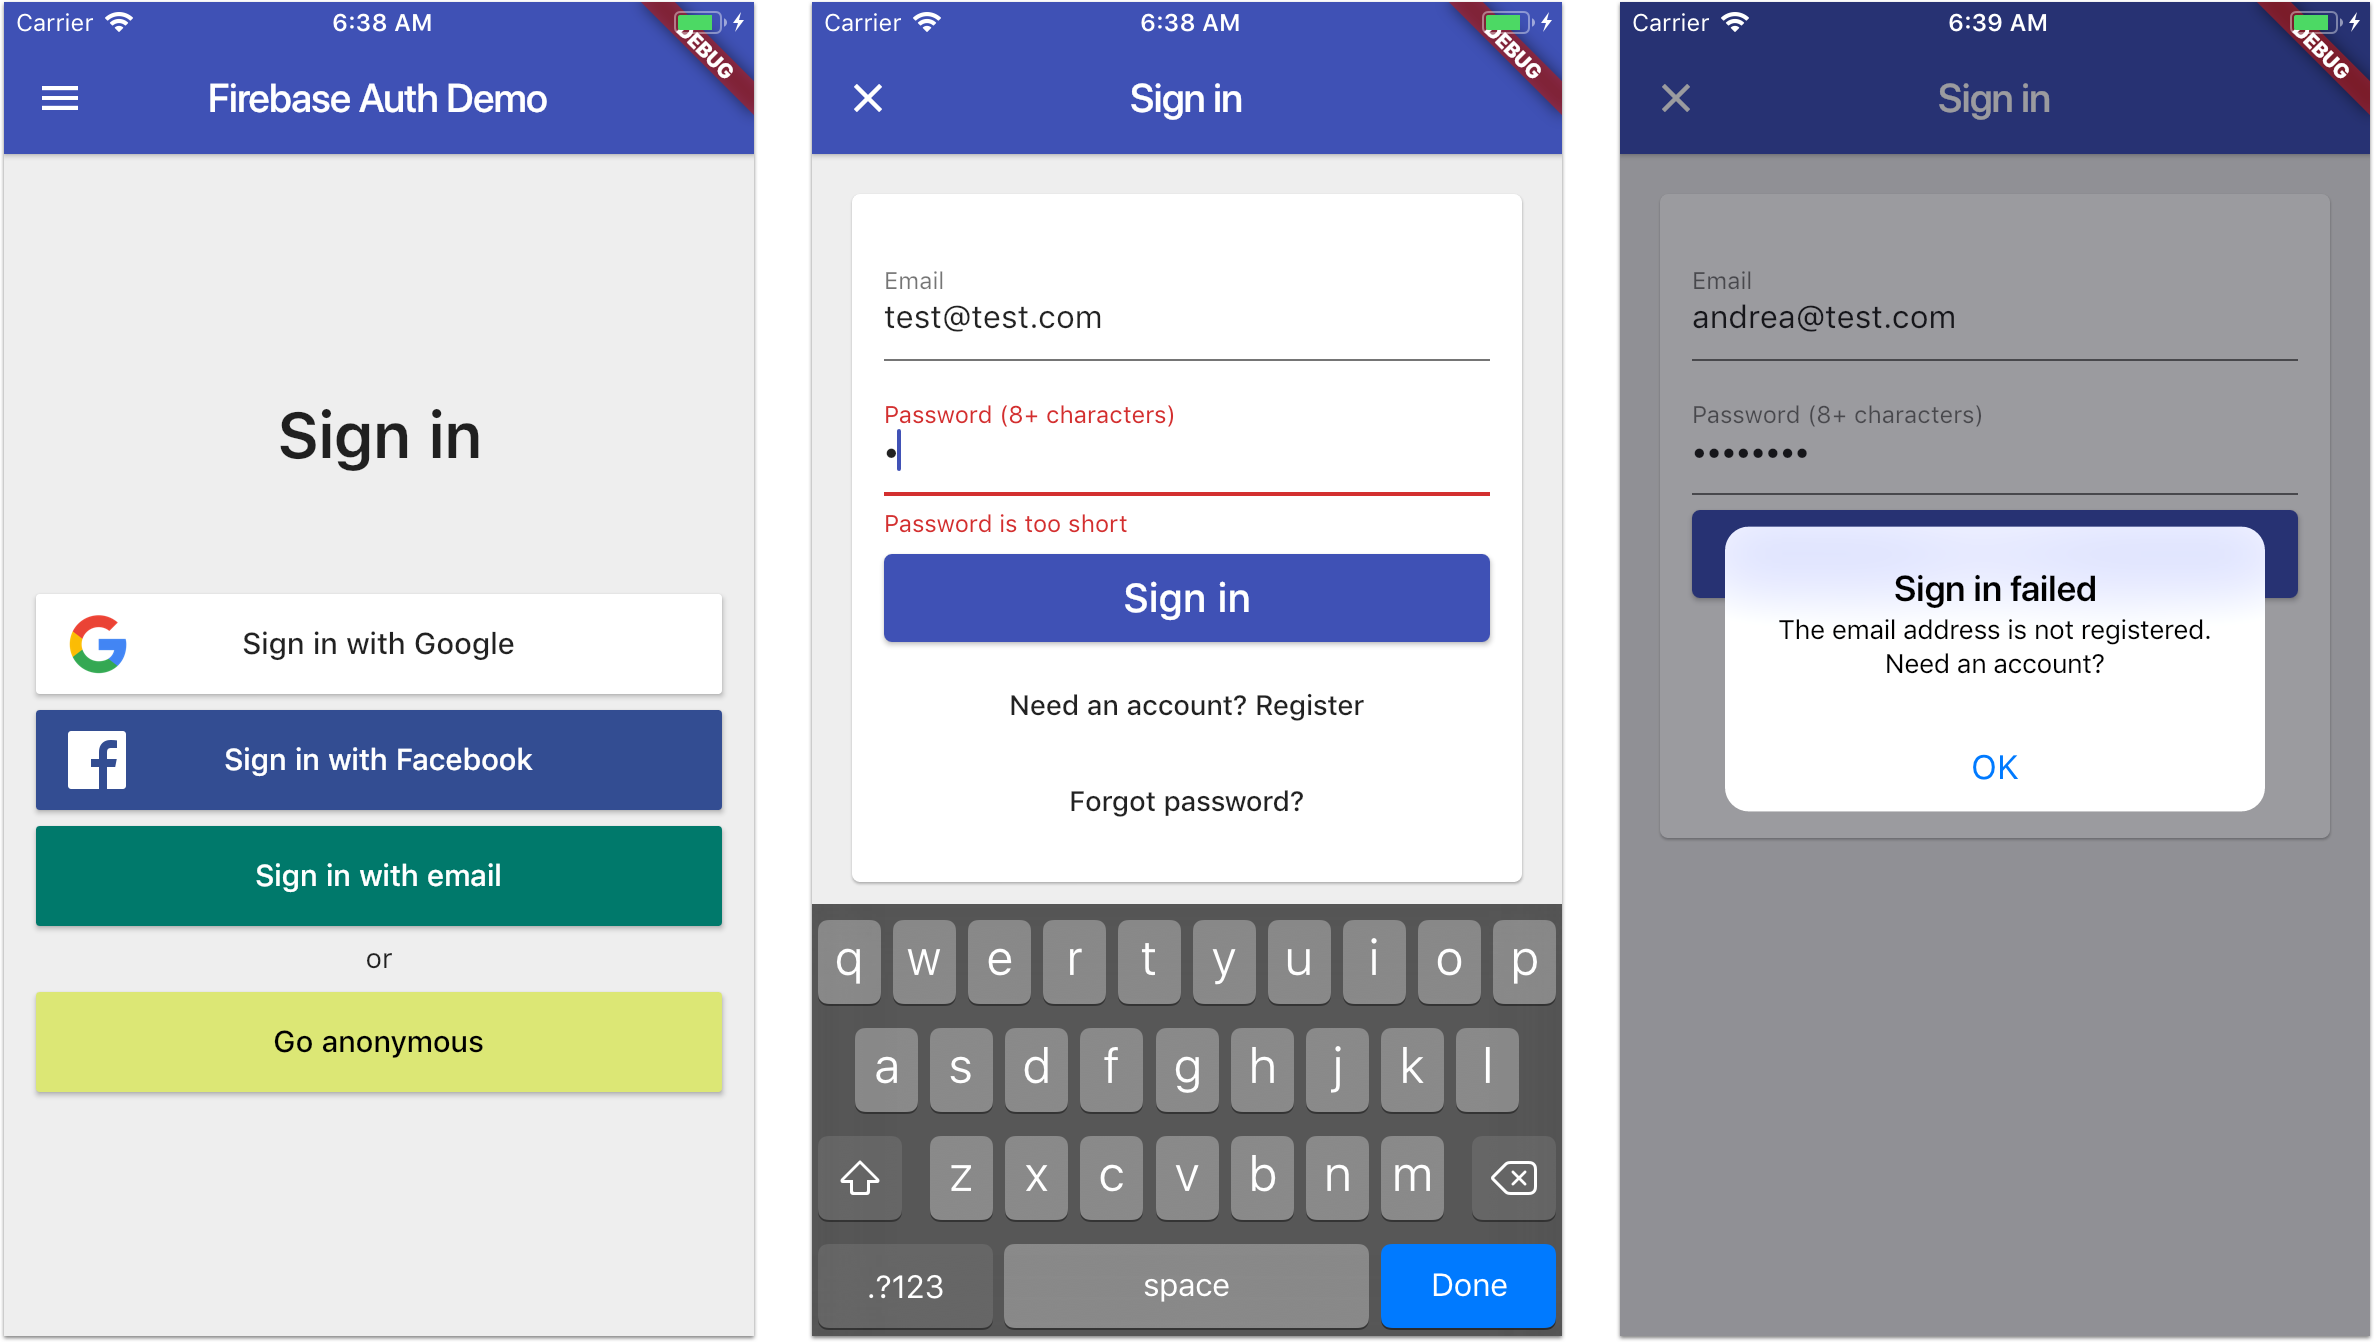 Carrier 6:38 AM
DEBUG
Firebase Auth Demo
Sign in
Sign in with Google
Sign in with Facebook
Sign in with email
or
Go anonymous
Carrier 6:38 AM
DEBUG
Sign in
Email
test@test.com
Password (8+ characters)
•
Password is too short
Sign in
Need an account? Register
Forgot password?
q w e r t y u i o p
a s d f g h j k l
z x c v b n m
.?123 space Done
Carrier 6:39 AM
DEBUG
Sign in
Email
andrea@test.com
Password (8+ characters)
••••••••
Sign in failed
The email address is not registered.
Need an account?
OK